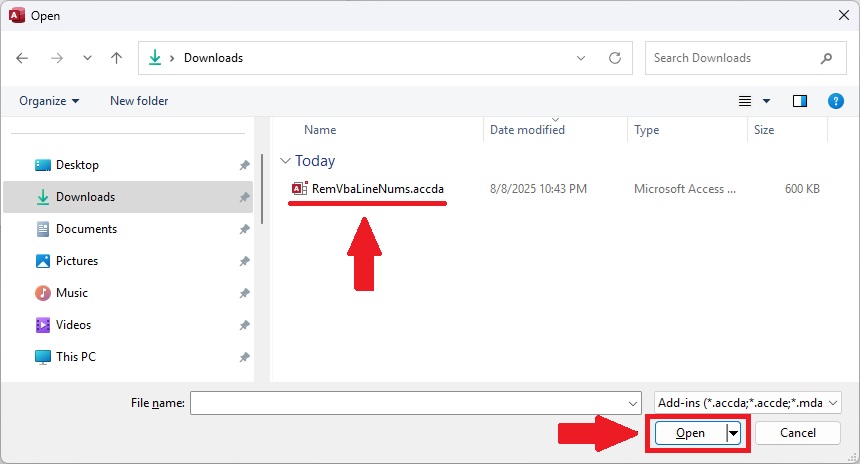 Open
Downloads
Search Downloads
Organize
New folder
?
Name
Date modified
Type
Size
Today
Desktop
RemVbaLineNums.accda
8/8/2025 10:43 PM
Microsoft Access ...
600 KB
Downloads
Documents
Pictures
Music
Videos
This PC
File name:
Add-ins (*.accda;*.accde;*.mda
Open
Cancel